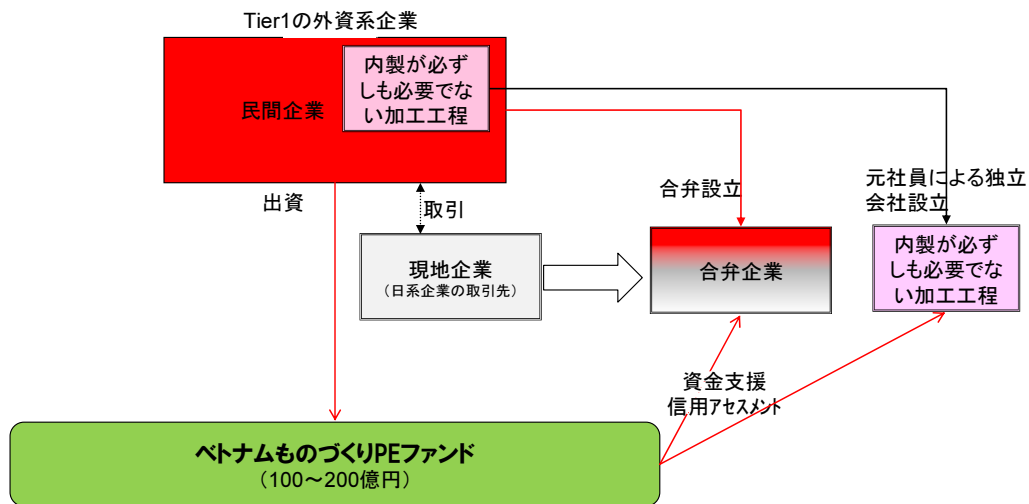 Tier1の外資系企業
民間企業
内製が必ず
しも必要でな
い加工工程
出資
取引
合弁設立
元社員による独立
会社設立
現地企業
（日系企業の取引先）
合弁企業
内製が必ず
しも必要でな
い加工工程
資金支援
信用アセスメント
ベトナムものづくりPEファンド
（100～200億円）